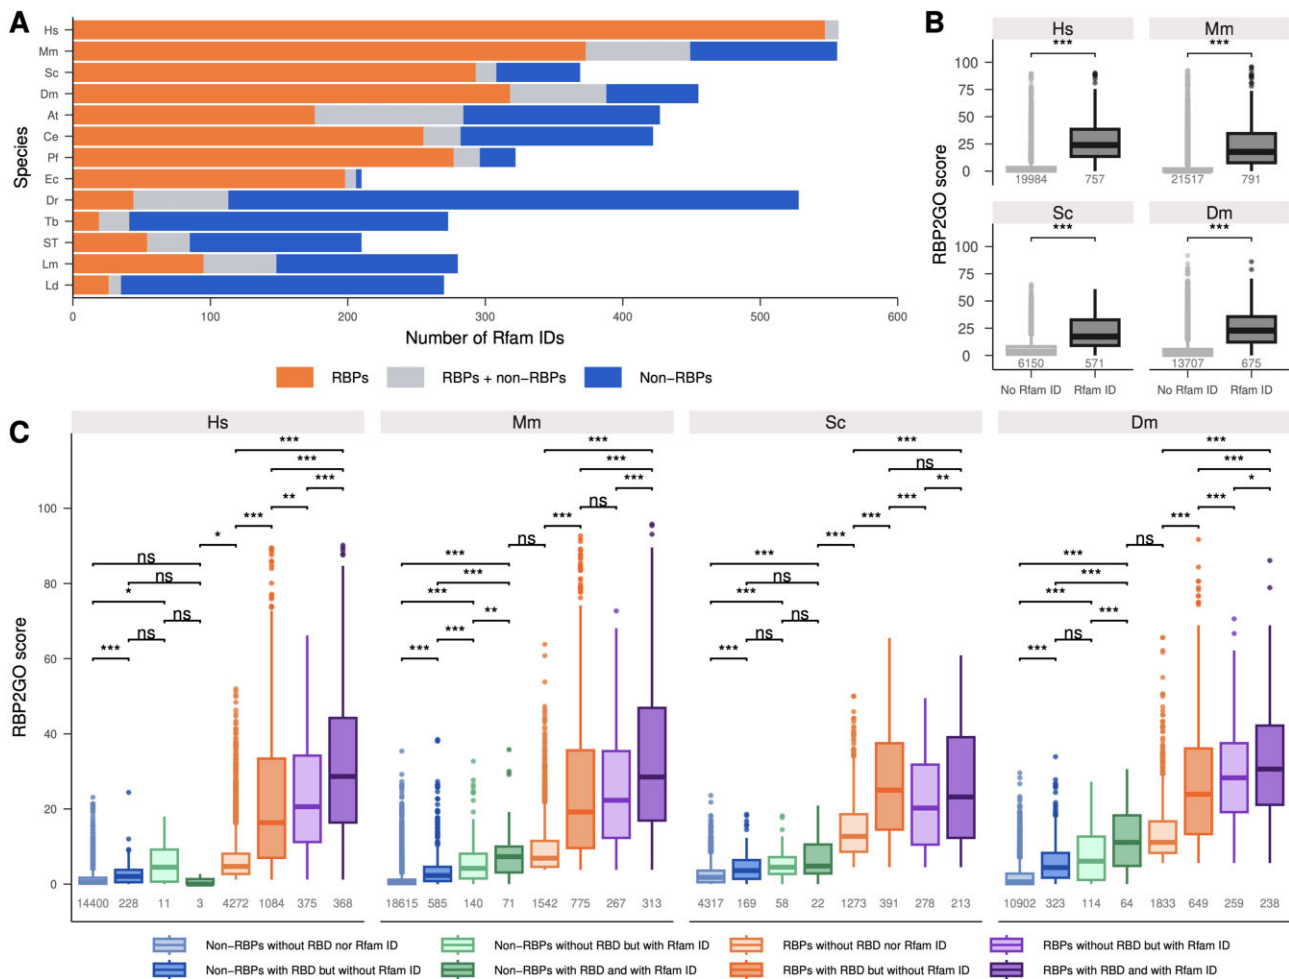 A
Species
Hs
Mm
Sc
Dm
At
Ce
Pf
Ec
Dr
Tb
ST
Lm
Ld
0 100 200 300 400 500 600
Number of Rfam IDs
RBPs RBPs + non−RBPs Non−RBPs
B
RBP2GO score
Hs Mm
*** ***
100
75
50
25
0
19984 757 21517 791
Sc Dm
*** ***
100
75
50
25
0
6150 571 13707 675
No Rfam ID Rfam ID No Rfam ID Rfam ID
C
RBP2GO score
100
80
60
40
20
0
Hs
***
***
***
**
***
*
ns
ns
*
ns
ns
***
14400 228 11 3 4272 1084 375 368
Mm
***
***
***
ns
***
ns
***
***
***
**
***
***
18615 585 140 71 1542 775 267 313
Sc
***
ns
**
***
***
***
***
ns
***
ns
ns
***
4317 169 58 22 1273 391 278 213
Dm
***
***
*
***
***
ns
***
***
***
***
ns
***
10902 323 114 64 1833 649 259 238
Non−RBPs without RBD nor Rfam ID Non−RBPs without RBD but with Rfam ID RBPs without RBD nor Rfam ID RBPs without RBD but with Rfam ID
Non−RBPs with RBD but without Rfam ID Non−RBPs with RBD and with Rfam ID RBPs with RBD but without Rfam ID RBPs with RBD and with Rfam ID